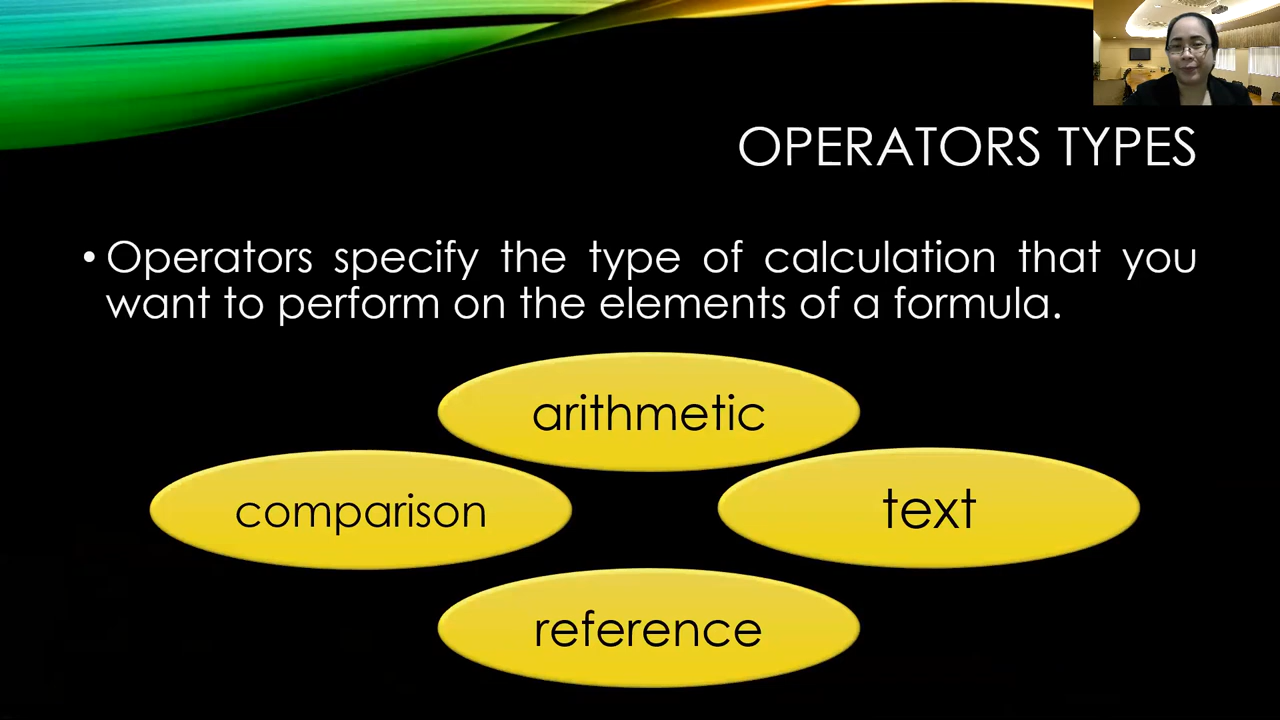 OPERATORS TYPES
• Operators specify the type of calculation that you
want to perform on the elements of a formula.
arithmetic
comparison
text
reference